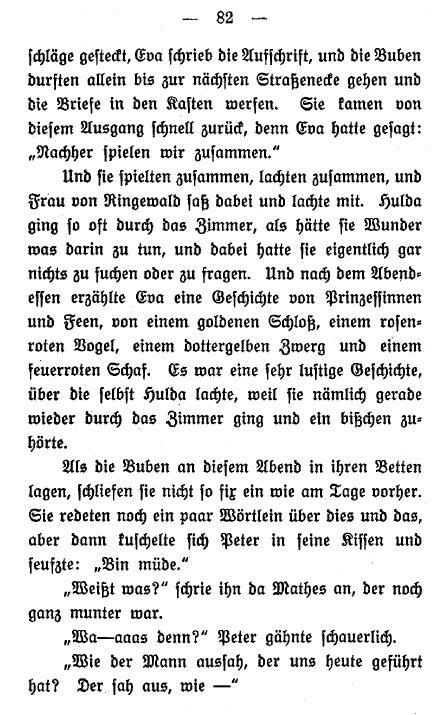 — 82 —
schläge gesteckt, Eva schrieb die Aufschrift, und die Buben
durften allein bis zur nächsten Straßenecke gehen und
die Briefe in den Kasten werfen. Sie kamen von
diesem Ausgang schnell zurück, denn Eva hatte gesagt:
„Nachher spielen wir zusammen.“
Und sie spielten zusammen, lachten zusammen, und
Frau von Ringewald saß dabei und lachte mit. Hulda
ging so oft durch das Zimmer, als hätte sie Wunder
was darin zu tun, und dabei hatte sie eigentlich gar
nichts zu suchen oder zu fragen. Und nach dem Abend-
essen erzählte Eva eine Geschichte von Prinzessinnen
und Feen, von einem goldenen Schloß, einem rosen-
roten Vogel, einem dottergelben Zwerg und einem
feuerroten Schaf. Es war eine sehr lustige Geschichte,
über die selbst Hulda lachte, weil sie nämlich gerade
wieder durch das Zimmer ging und ein bißchen zu-
hörte.
Als die Buben an diesem Abend in ihren Betten
lagen, schliefen sie nicht so fix ein wie am Tage vorher.
Sie redeten noch ein paar Wörtlein über dies und das,
aber dann kuschelte sich Peter in seine Kissen und
seufzte: „Bin müde.“
„Weißt was?“ schrie ihn da Mathes an, der noch
ganz munter war.
„Wa—aaas denn?“ Peter gähnte schauerlich.
„Wie der Mann aussah, der uns heute geführt
hat? Der sah aus, wie —“